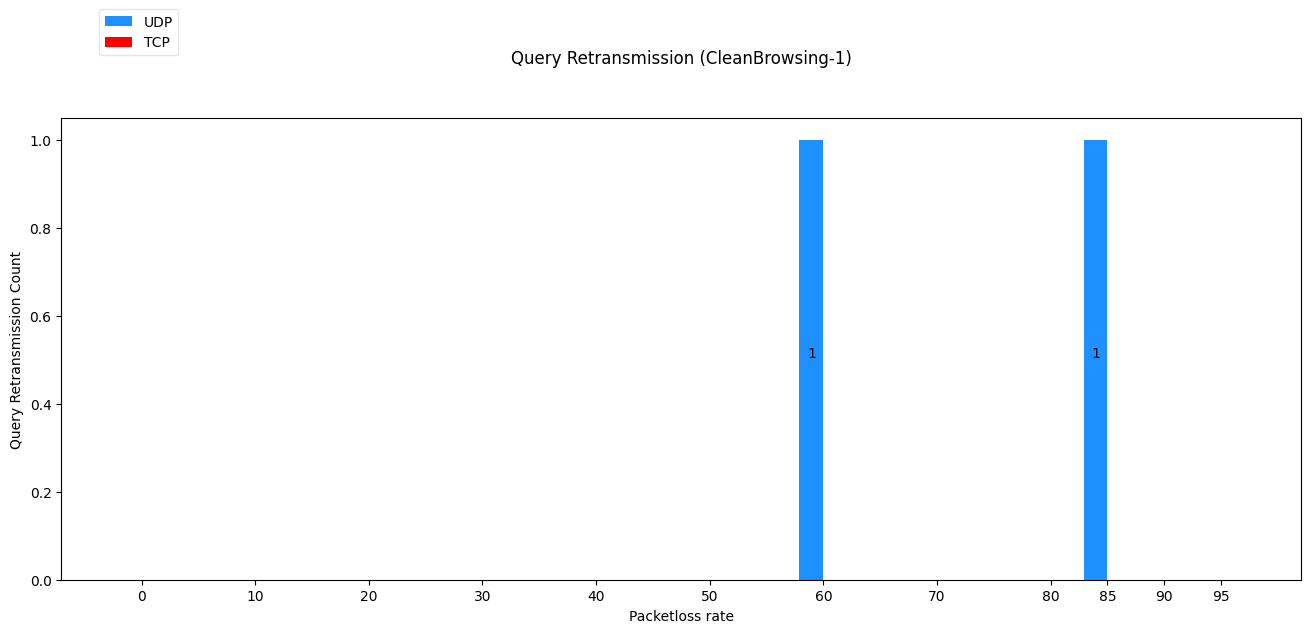 UDP
TCP
Query Retransmission (CleanBrowsing-1)
1.0
0.8
0.6
0.4
0.2
0.0
Query Retransmission Count
1 1
0 10 20 30 40 50 60 70 80 85 90 95
Packetloss rate